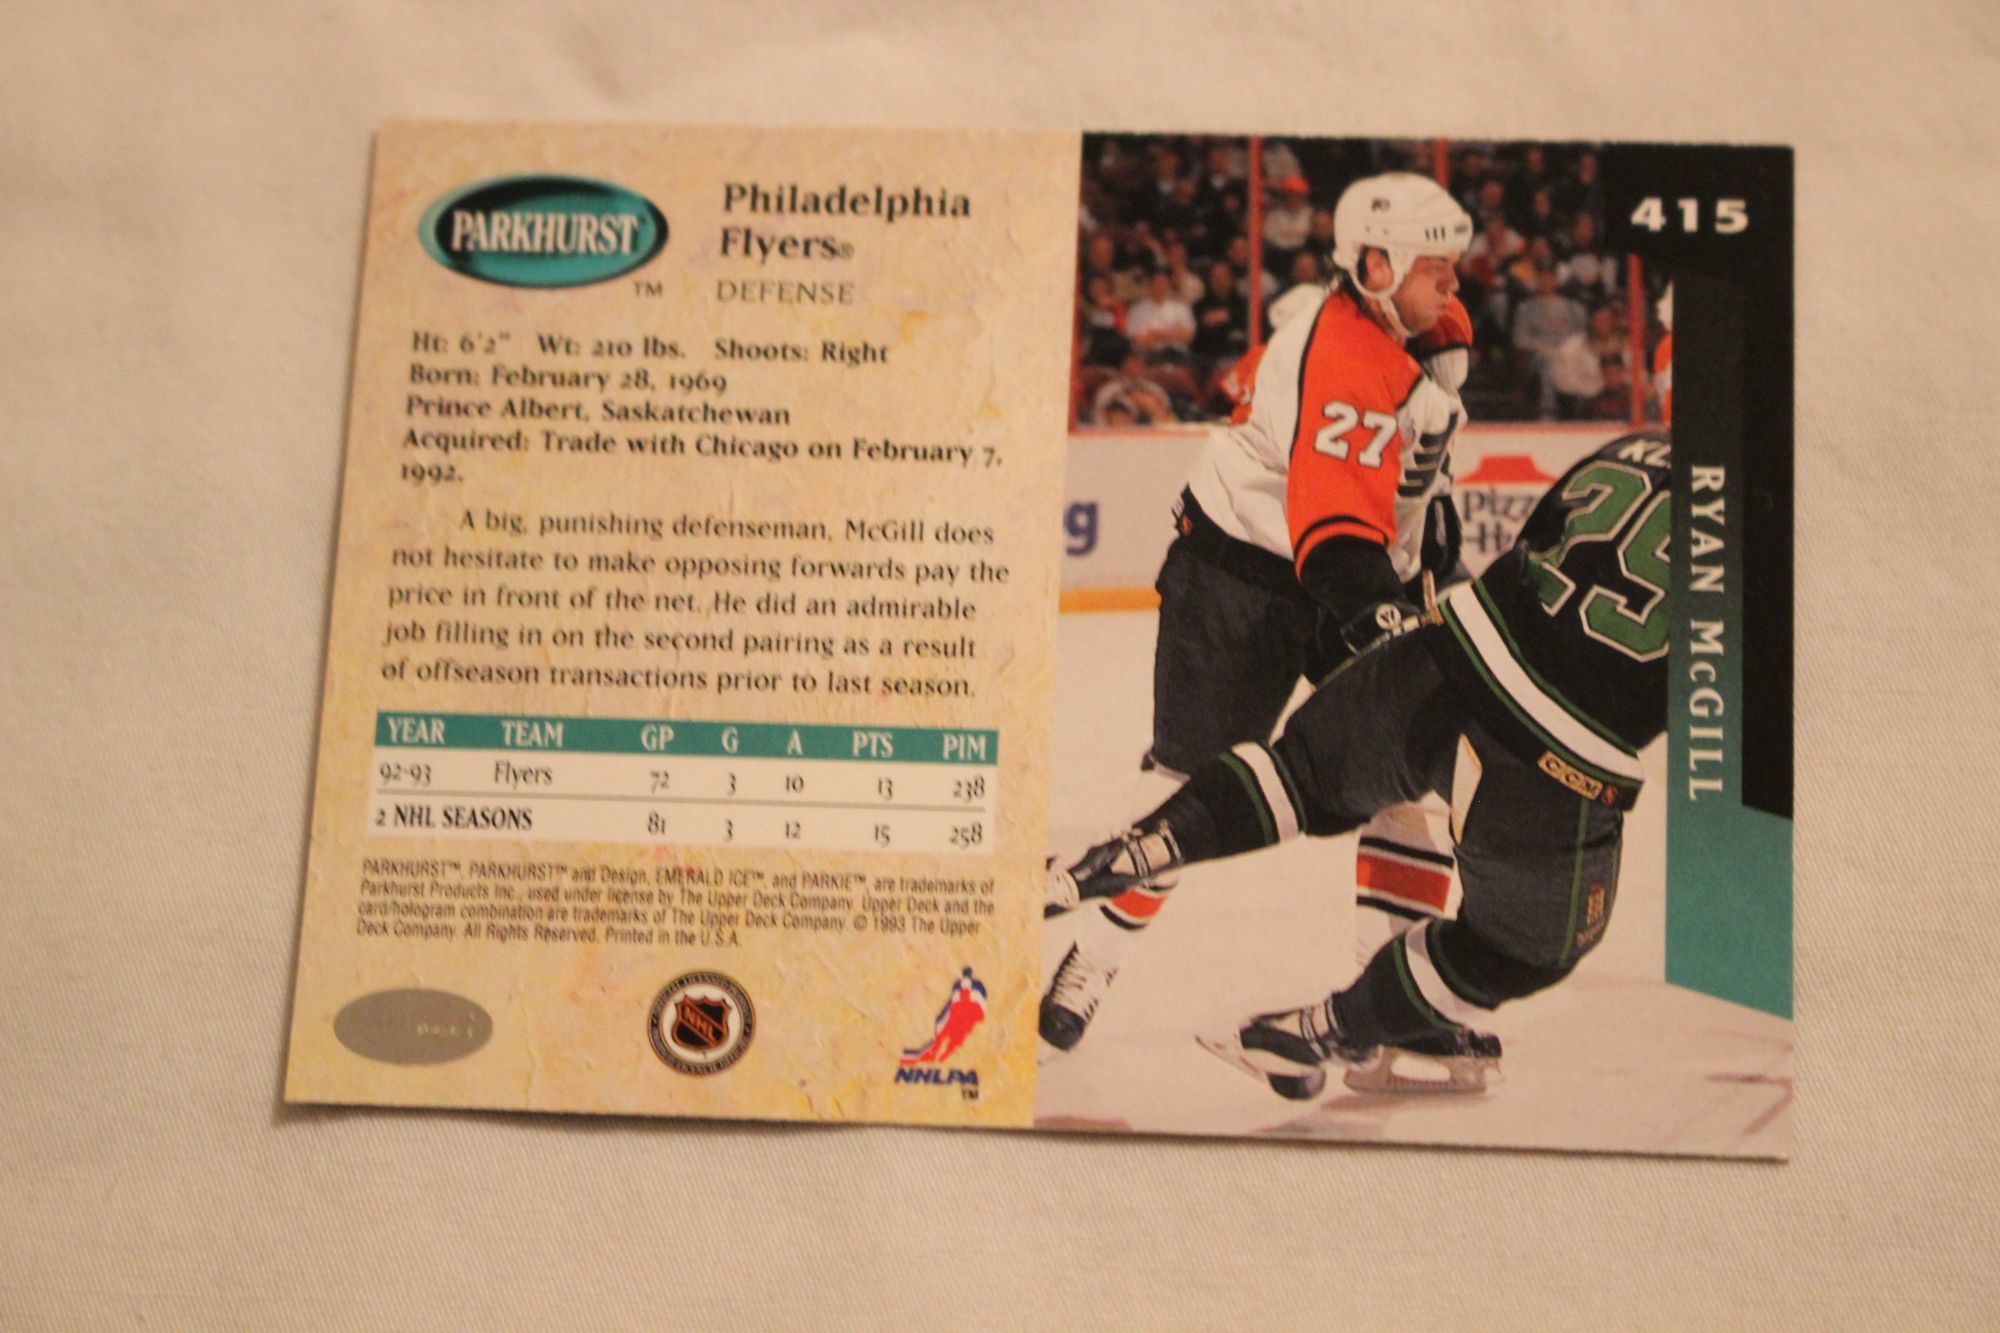 PARKHURST
TM
Philadelphia
Flyers®
DEFENSE
Ht: 6'2" Wt: 210 lbs. Shoots: Right
Born: February 28, 1969
Prince Albert, Saskatchewan
Acquired: Trade with Chicago on February 7,
1992.
A big, punishing defenseman, McGill does
not hesitate to make opposing forwards pay the
price in front of the net. He did an admirable
job filling in on the second pairing as a result
of offseason transactions prior to last season.
YEAR TEAM GP G A PTS PIM
92-93 Flyers 72 3 10 13 238
2 NHL SEASONS 81 3 12 15 258
PARKHURST™, PARKHURST™ and Design, EMERALD ICE™, and PARKIE™, are trademarks of
Parkhurst Products Inc., used under license by The Upper Deck Company. Upper Deck and the
card/hologram combination are trademarks of The Upper Deck Company. © 1993 The Upper
Deck Company. All Rights Reserved. Printed in the U.S.A.
NHL
NHLPA
TM
415
RYAN McGILL
27
g
Pizz
H
KL
25
CCM